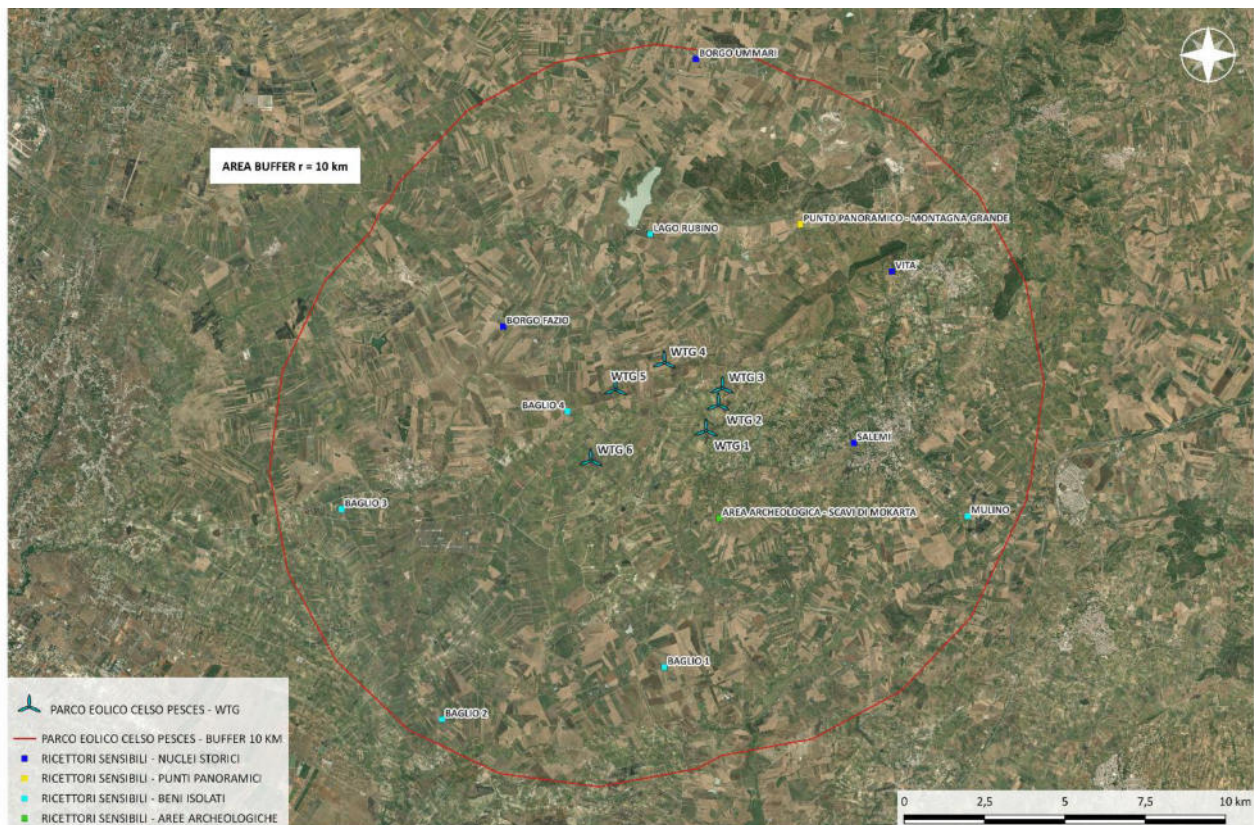 BORGO UMMARI
AREA BUFFER r = 10 km
PUNTO PANORAMICO - MONTAGNA GRANDE
LAGO RUBINO
VITA
BORGO FAZIO
WTG 4
WTG 5
WTG 3
BAGLIO 4
WTG 2
WTG 1
SALEMI
WTG 6
BAGLIO 3
AREA ARCHEOLOGICA - SCAVI DI MOKARTA
MULINO
BAGLIO 1
BAGLIO 2
PARCO EOLICO CELSO PESCES - WTG
PARCO EOLICO CELSO PESCES - BUFFER 10 KM
RICETTORI SENSIBILI - NUCLEI STORICI
RICETTORI SENSIBILI - PUNTI PANORAMICI
RICETTORI SENSIBILI - BENI ISOLATI
RICETTORI SENSIBILI - AREE ARCHEOLOGICHE
0 2,5 5 7,5 10 km